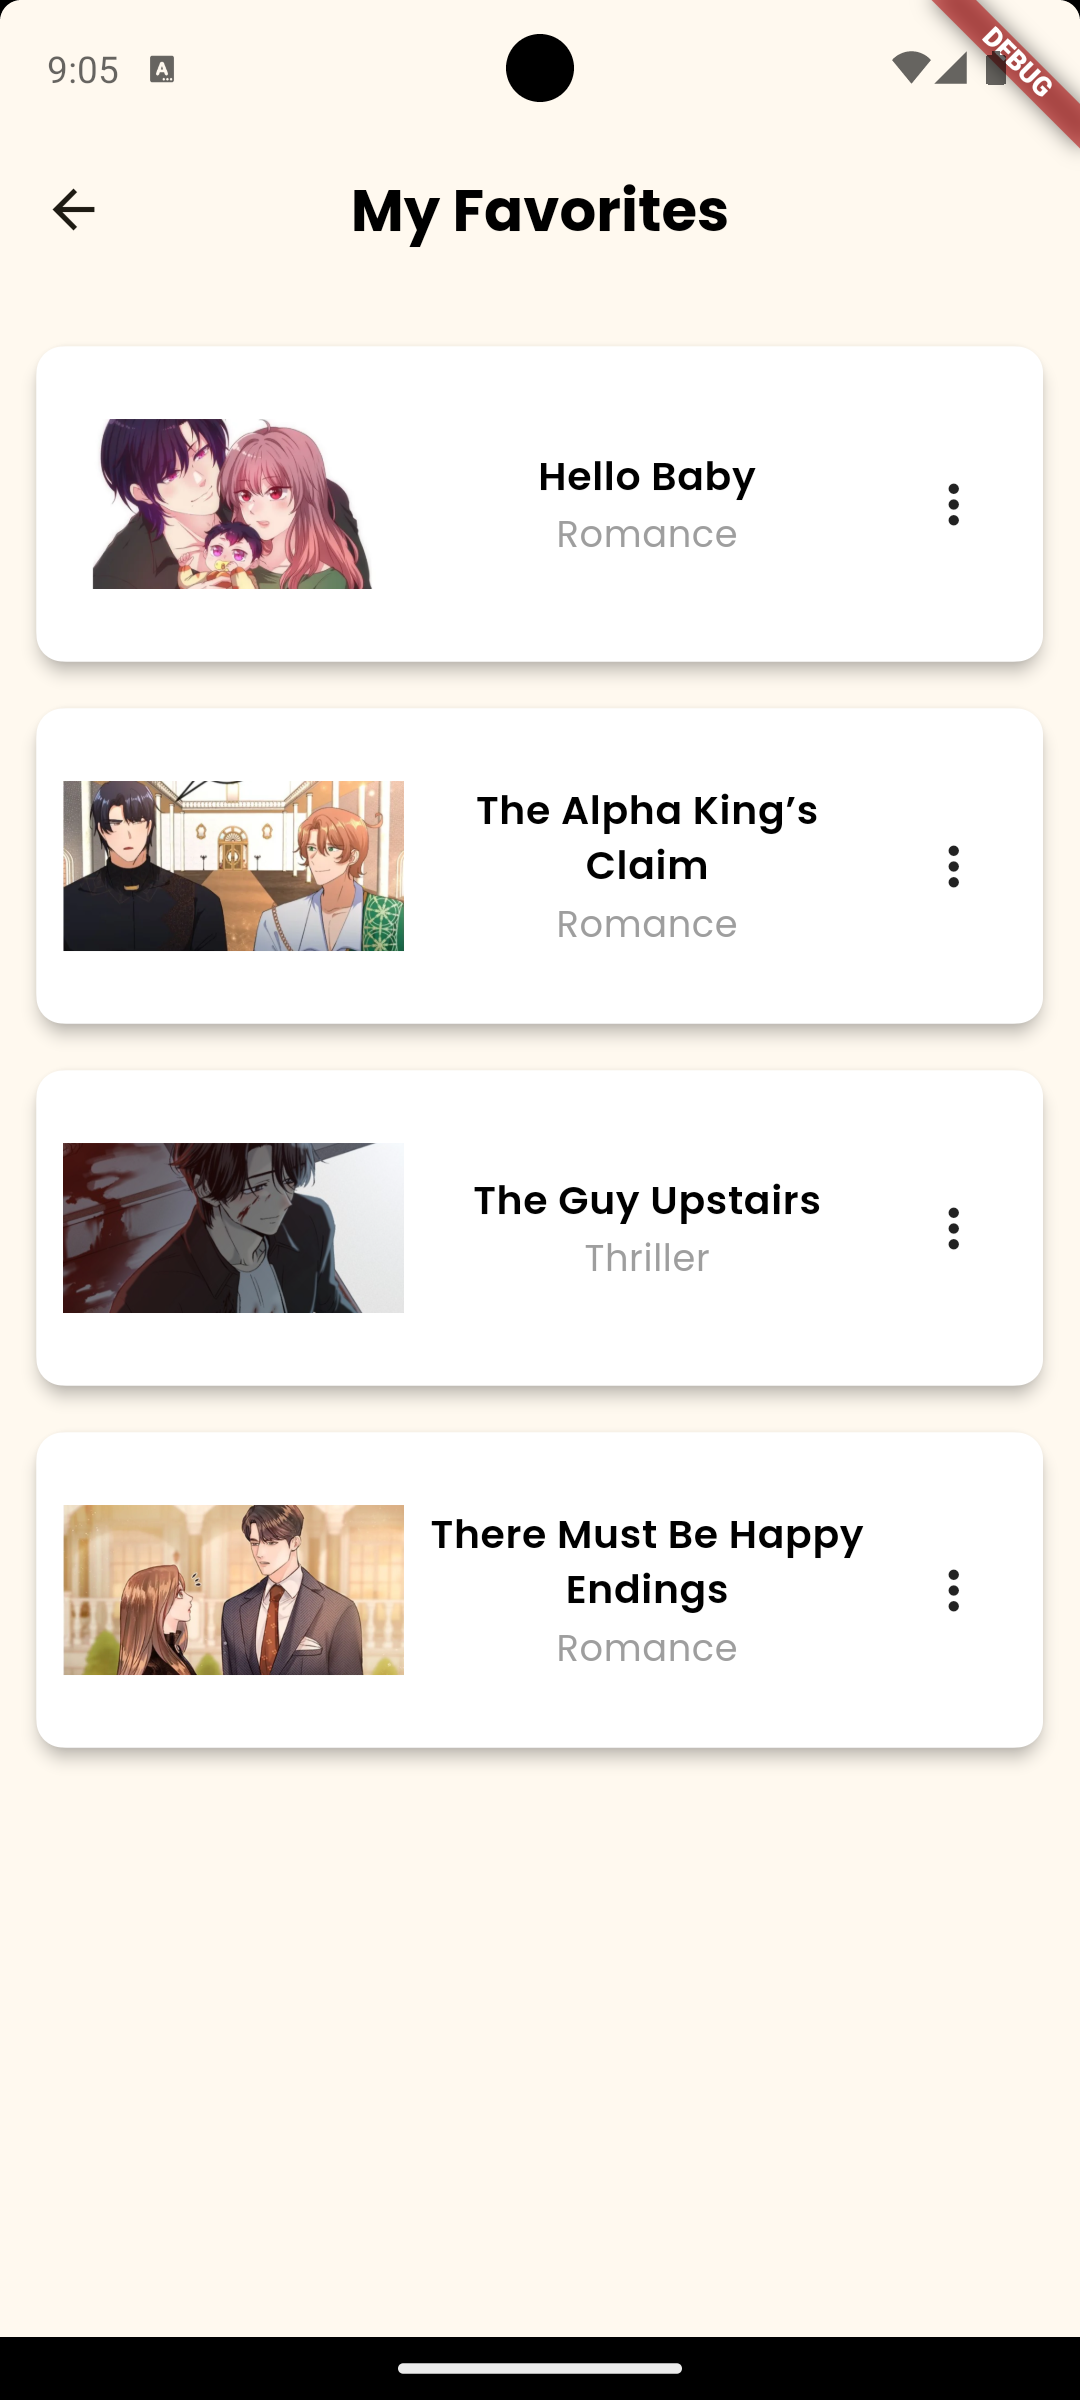 9:05
A
DEBUG
My Favorites
Hello Baby
Romance
The Alpha King’s
Claim
Romance
The Guy Upstairs
Thriller
There Must Be Happy
Endings
Romance